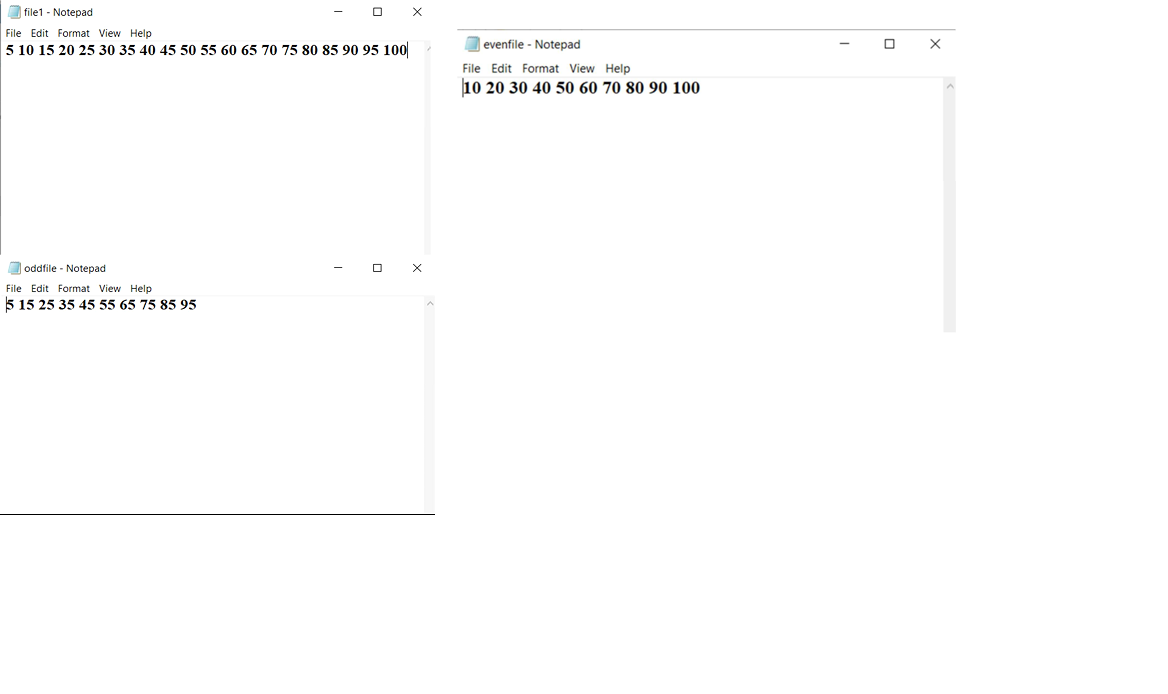 file1 - Notepad
File Edit Format View Help
5 10 15 20 25 30 35 40 45 50 55 60 65 70 75 80 85 90 95 100
evenfile - Notepad
File Edit Format View Help
10 20 30 40 50 60 70 80 90 100
oddfile - Notepad
File Edit Format View Help
5 15 25 35 45 55 65 75 85 95